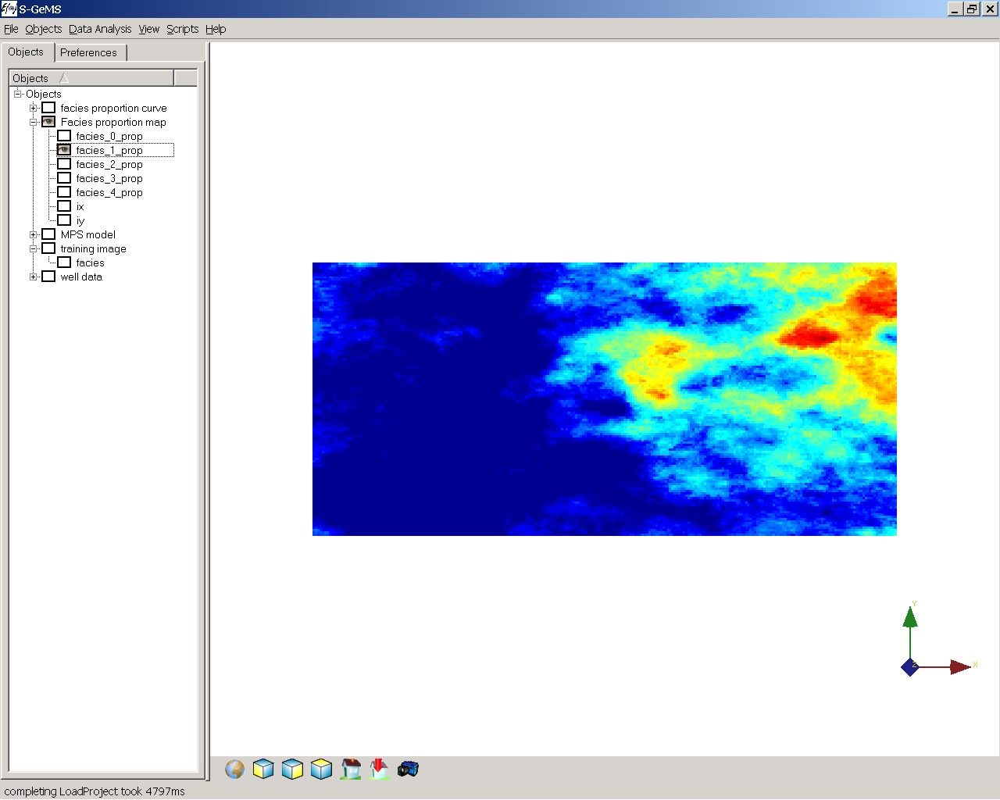 S-GeMS
File Objects Data Analysis View Scripts Help
Objects Preferences
Objects
Objects
facies proportion curve
Facies proportion map
facies_0_prop
facies_1_prop
facies_2_prop
facies_3_prop
facies_4_prop
ix
iy
MPS model
training image
facies
well data
Y
Z X
completing LoadProject took 4797ms